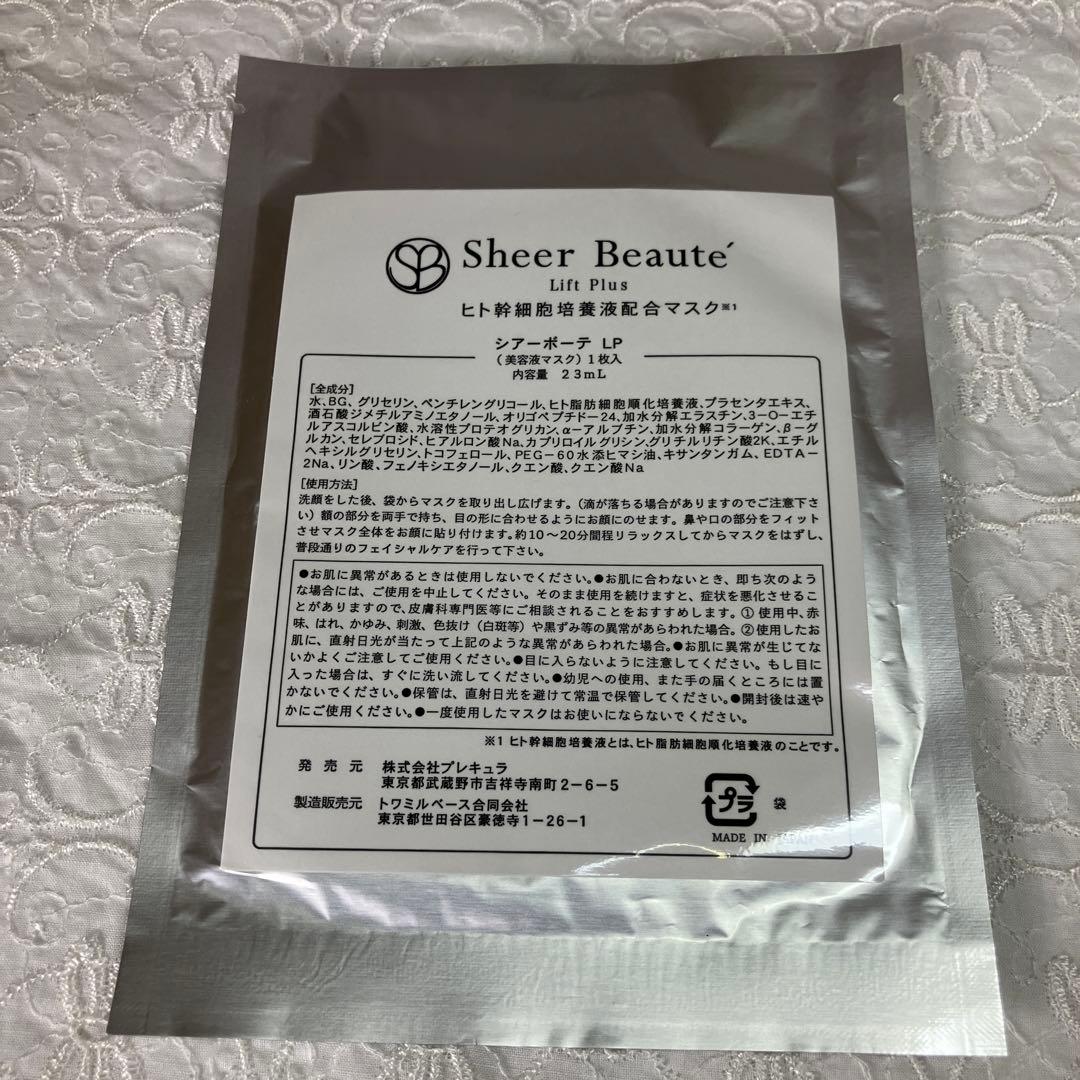 SB
Sheer Beauté
Lift Plus
ヒト幹細胞培養液配合マスク※1
シアーボーテ LP
（美容液マスク）1枚入
内容量 23mL
[全成分]
水、BG、グリセリン、ペンチレングリコール、ヒト脂肪細胞順化培養液、プラセンタエキス、
酒石酸ジメチルアミノエタノール、オリゴペプチドー24、加水分解エラスチン、3-O-エチ
ルアスコルビン酸、水溶性プロテオグリカン、α-アルブチン、加水分解コラーゲン、β-グ
ルカン、セレブロシド、ヒアルロン酸Na、カプリロイルグリシン、グリチルリチン酸2K、エチル
ヘキシルグリセリン、トコフェロール、PEG-60水添ヒマシ油、キサンタンガム、EDTA-
2Na、リン酸、フェノキシエタノール、クエン酸、クエン酸Na
[使用方法]
洗顔をした後、袋からマスクを取り出し広げます。（滴が落ちる場合がありますのでご注意下さ
い）額の部分を両手で持ち、目の形に合わせるようにお顔にのせます。鼻や口の部分をフィット
させマスク全体をお顔に貼り付けます。約10～20分間程リラックスしてからマスクをはずし、
普段通りのフェイシャルケアを行って下さい。
●お肌に異常があるときは使用しないでください。●お肌に合わないとき、即ち次のよう
な場合には、ご使用を中止してください。そのまま使用を続けますと、症状を悪化させるこ
とがありますので、皮膚科専門医等にご相談されることをおすすめします。①使用中、赤
味、はれ、かゆみ、刺激、色抜け（白斑等）や黒ずみ等の異常があらわれた場合。②使用したお
肌に、直射日光が当たって上記のような異常があらわれた場合。●お肌に異常が生じてな
いかよくご注意してご使用ください。●目に入らないように注意してください。もし目に
入った場合は、すぐに洗い流してください。●幼児への使用、また手の届くところには置
かないでください。●保管は、直射日光を避けて常温で保管してください。●開封後は速や
かにご使用ください。●一度使用したマスクはお使いにならないでください。
※1 ヒト幹細胞培養液とは、ヒト脂肪細胞順化培養液のことです。
発売元 株式会社プレキュラ
東京都武蔵野市吉祥寺南町2-6-5
製造販売元 トワミルベース合同会社
東京都世田谷区豪徳寺1-26-1
プラ 袋
MADE IN JAPAN